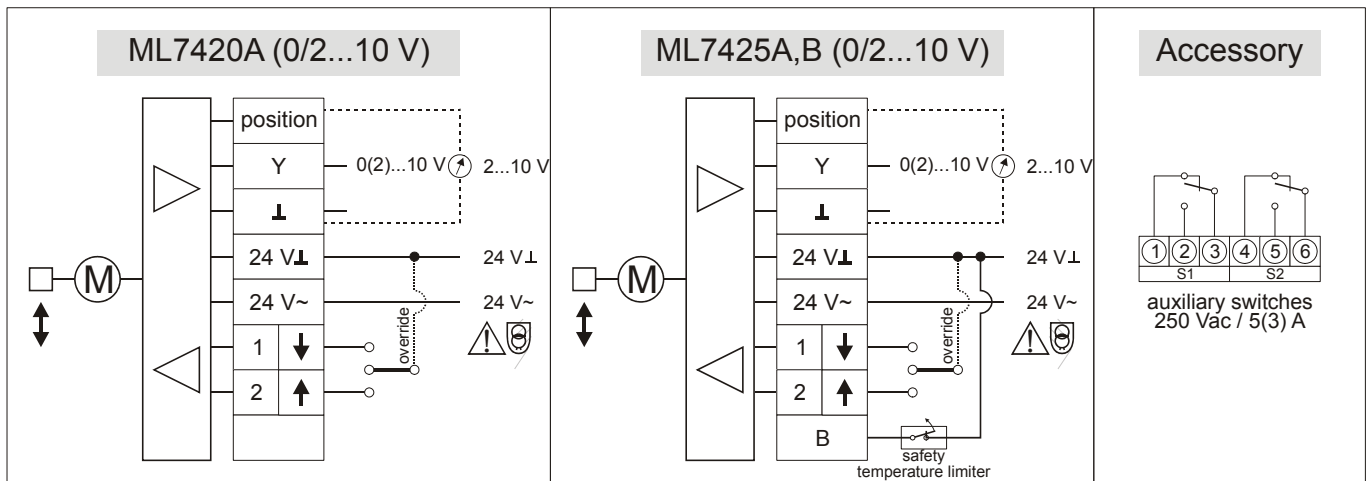 ML7420A (0/2...10 V)
position
Y
0(2)...10 V
2...10 V
⊥
24 V⊥
24 V⊥
24 V~
24 V~
override
1
2
M
ML7425A,B (0/2...10 V)
position
Y
0(2)...10 V
2...10 V
⊥
24 V⊥
24 V⊥
24 V~
24 V~
override
1
2
B
M
safety
temperature limiter
Accessory
1 2 3 4 5 6
S1 S2
auxiliary switches
250 Vac / 5(3) A